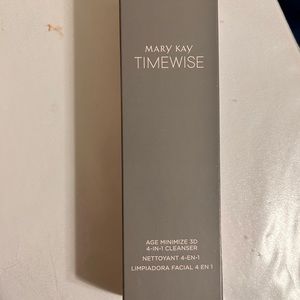 MARY KAY
TIMEWISE
AGE MINIMIZE 3D
4-IN-1 CLEANSER
NETTOYANT 4-EN-1
LIMPIADORA FACIAL 4 EN 1